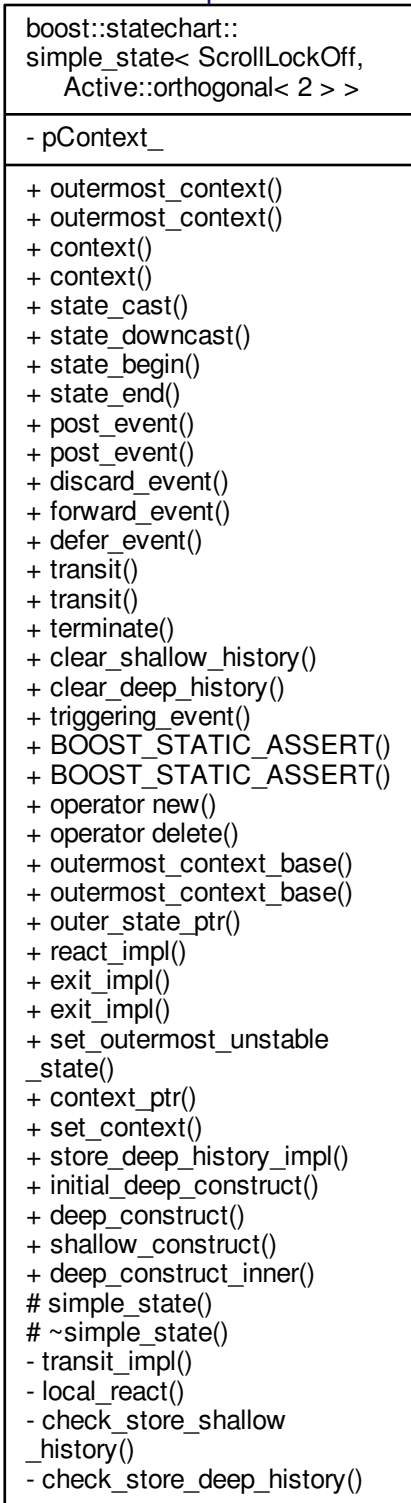 boost::statechart::
simple_state< ScrollLockOff,
Active::orthogonal< 2 > >
- pContext_
+ outermost_context()
+ outermost_context()
+ context()
+ context()
+ state_cast()
+ state_downcast()
+ state_begin()
+ state_end()
+ post_event()
+ post_event()
+ discard_event()
+ forward_event()
+ defer_event()
+ transit()
+ transit()
+ terminate()
+ clear_shallow_history()
+ clear_deep_history()
+ triggering_event()
+ BOOST_STATIC_ASSERT()
+ BOOST_STATIC_ASSERT()
+ operator new()
+ operator delete()
+ outermost_context_base()
+ outermost_context_base()
+ outer_state_ptr()
+ react_impl()
+ exit_impl()
+ exit_impl()
+ set_outermost_unstable
_state()
+ context_ptr()
+ set_context()
+ store_deep_history_impl()
+ initial_deep_construct()
+ deep_construct()
+ shallow_construct()
+ deep_construct_inner()
# simple_state()
# ~simple_state()
- transit_impl()
- local_react()
- check_store_shallow
_history()
- check_store_deep_history()